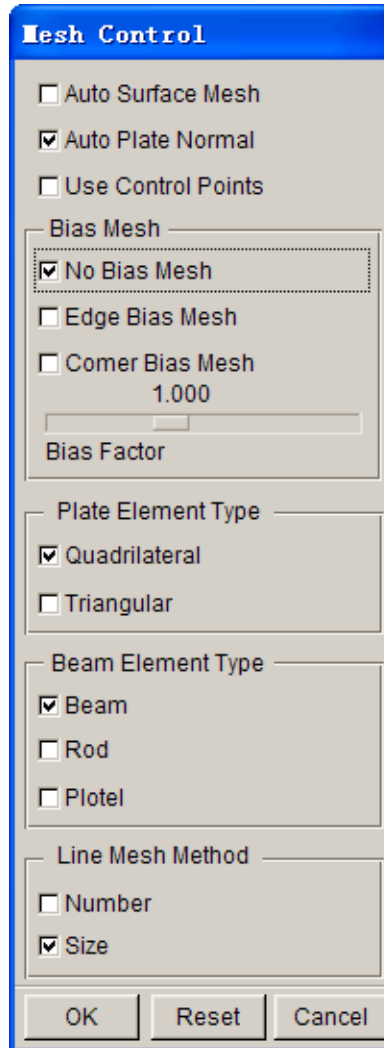 Mesh Control
Auto Surface Mesh
Auto Plate Normal
Use Control Points
Bias Mesh
No Bias Mesh
Edge Bias Mesh
Corner Bias Mesh
1.000
Bias Factor
Plate Element Type
Quadrilateral
Triangular
Beam Element Type
Beam
Rod
Plotel
Line Mesh Method
Number
Size
OK Reset Cancel